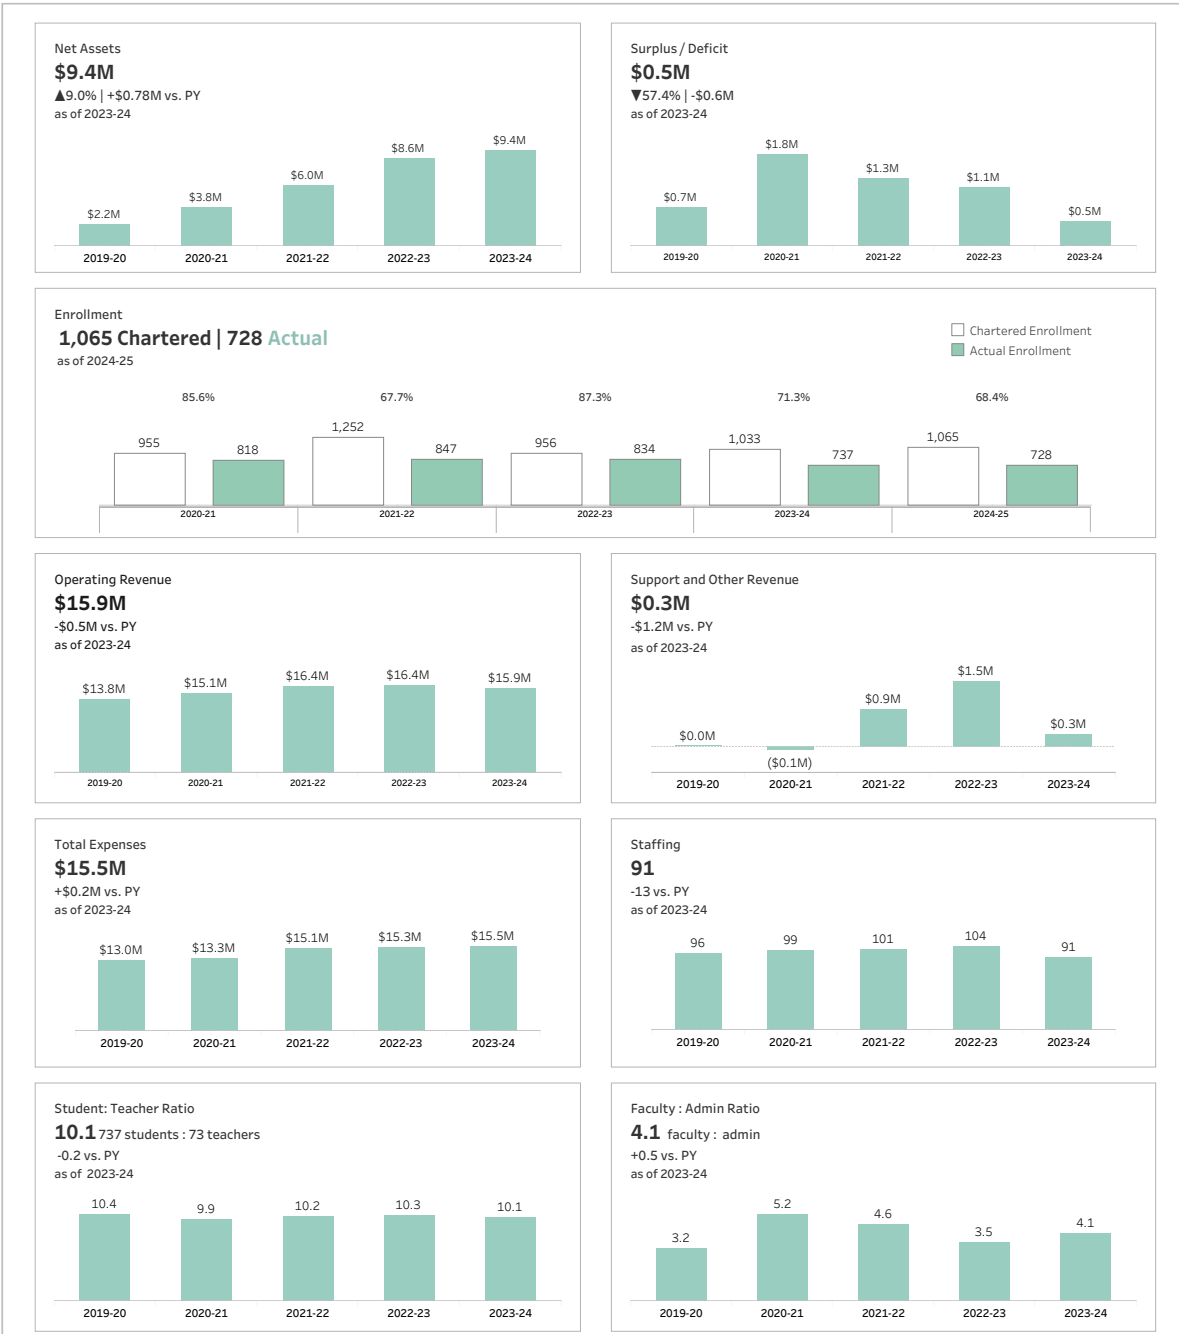 Net Assets
$9.4M
▲9.0% | +$0.78M vs. PY
as of 2023-24
$2.2M
$3.8M
$6.0M
$8.6M
$9.4M
2019-20 2020-21 2021-22 2022-23 2023-24
Surplus / Deficit
$0.5M
▼57.4% | -$0.6M
as of 2023-24
$0.7M
$1.8M
$1.3M
$1.1M
$0.5M
2019-20 2020-21 2021-22 2022-23 2023-24
Enrollment
1,065 Chartered | 728 Actual
as of 2024-25
Chartered Enrollment
Actual Enrollment
85.6% 67.7% 87.3% 71.3% 68.4%
955 818 1,252 847 956 834 1,033 737 1,065 728
2020-21 2021-22 2022-23 2023-24 2024-25
Operating Revenue
$15.9M
-$0.5M vs. PY
as of 2023-24
$13.8M $15.1M $16.4M $16.4M $15.9M
2019-20 2020-21 2021-22 2022-23 2023-24
Support and Other Revenue
$0.3M
-$1.2M vs. PY
as of 2023-24
$0.0M
($0.1M)
$0.9M
$1.5M
$0.3M
2019-20 2020-21 2021-22 2022-23 2023-24
Total Expenses
$15.5M
+$0.2M vs. PY
as of 2023-24
$13.0M $13.3M $15.1M $15.3M $15.5M
2019-20 2020-21 2021-22 2022-23 2023-24
Staffing
91
-13 vs. PY
as of 2023-24
96 99 101 104 91
2019-20 2020-21 2021-22 2022-23 2023-24
Student: Teacher Ratio
10.1 737 students : 73 teachers
-0.2 vs. PY
as of 2023-24
10.4 9.9 10.2 10.3 10.1
2019-20 2020-21 2021-22 2022-23 2023-24
Faculty : Admin Ratio
4.1 faculty : admin
+0.5 vs. PY
as of 2023-24
3.2 5.2 4.6 3.5 4.1
2019-20 2020-21 2021-22 2022-23 2023-24